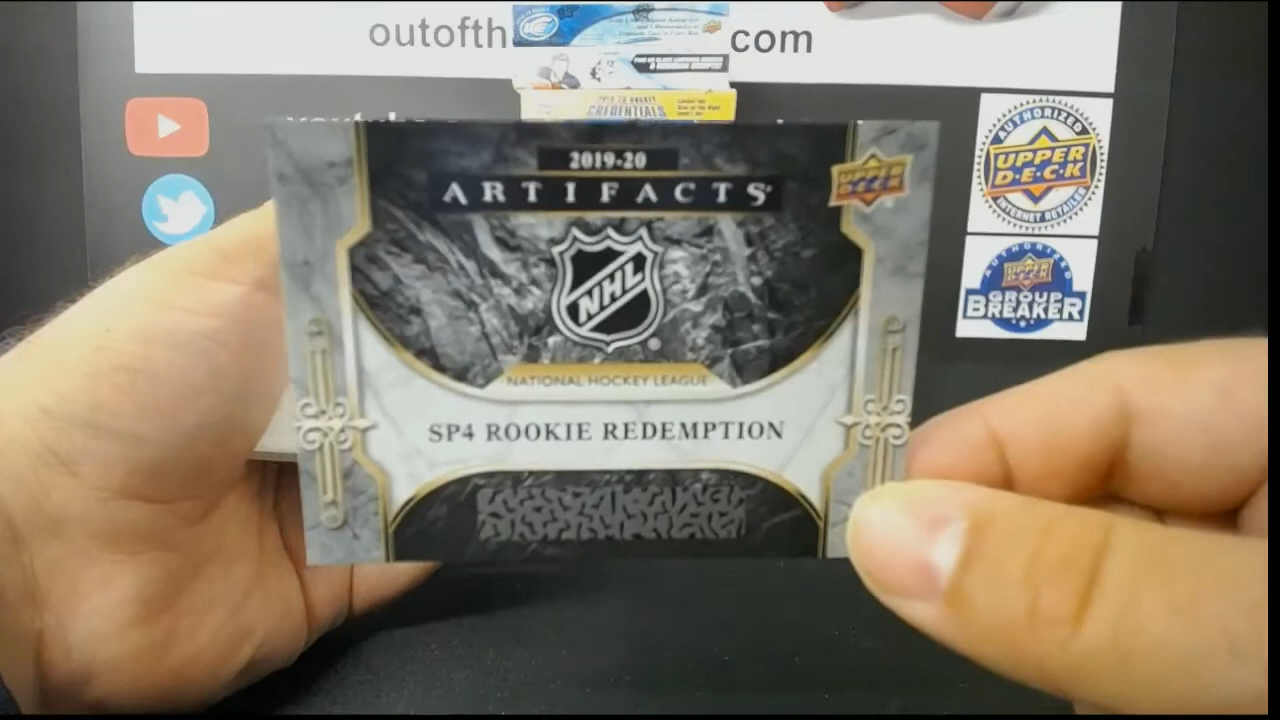 outofth
com
CREDENTIALS
2019-20
ARTIFACTS
UPPER
DECK
NHL
NATIONAL HOCKEY LEAGUE
SP4 ROOKIE REDEMPTION
AUTHORIZED
UPPER
D·E·C·K
INTERNET RETAILER
AUTHORIZED
UPPER
DECK
GROUP
BREAKER